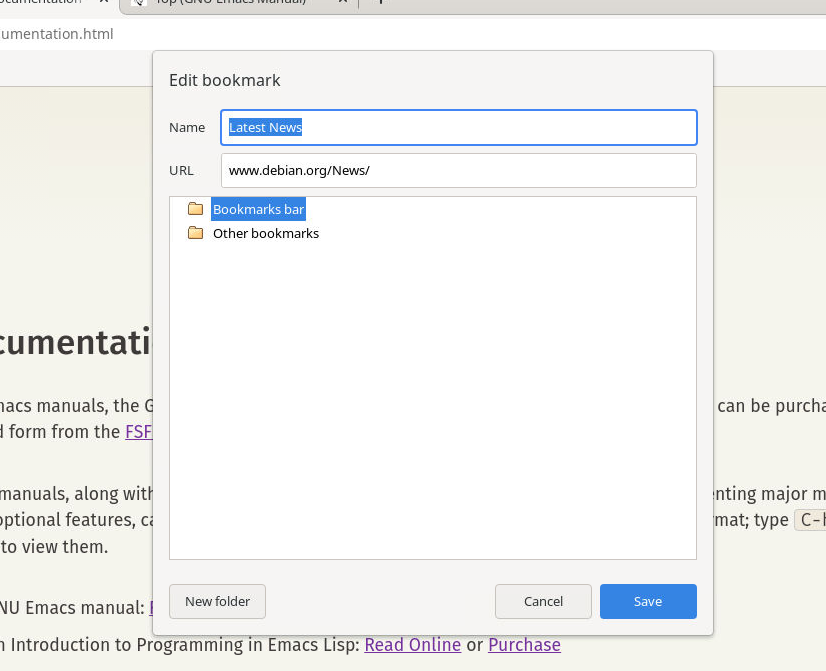 Top (GNU Emacs Manual)
umentation.html
Edit bookmark
Name Latest News
URL www.debian.org/News/
Bookmarks bar
Other bookmarks
cumentati
macs manuals, the G can be purcha
d form from the FSF
manuals, along with enting major m
optional features, ca mat; type C-h
to view them.
New folder Cancel Save
NU Emacs manual:
n Introduction to Programming in Emacs Lisp: Read Online or Purchase